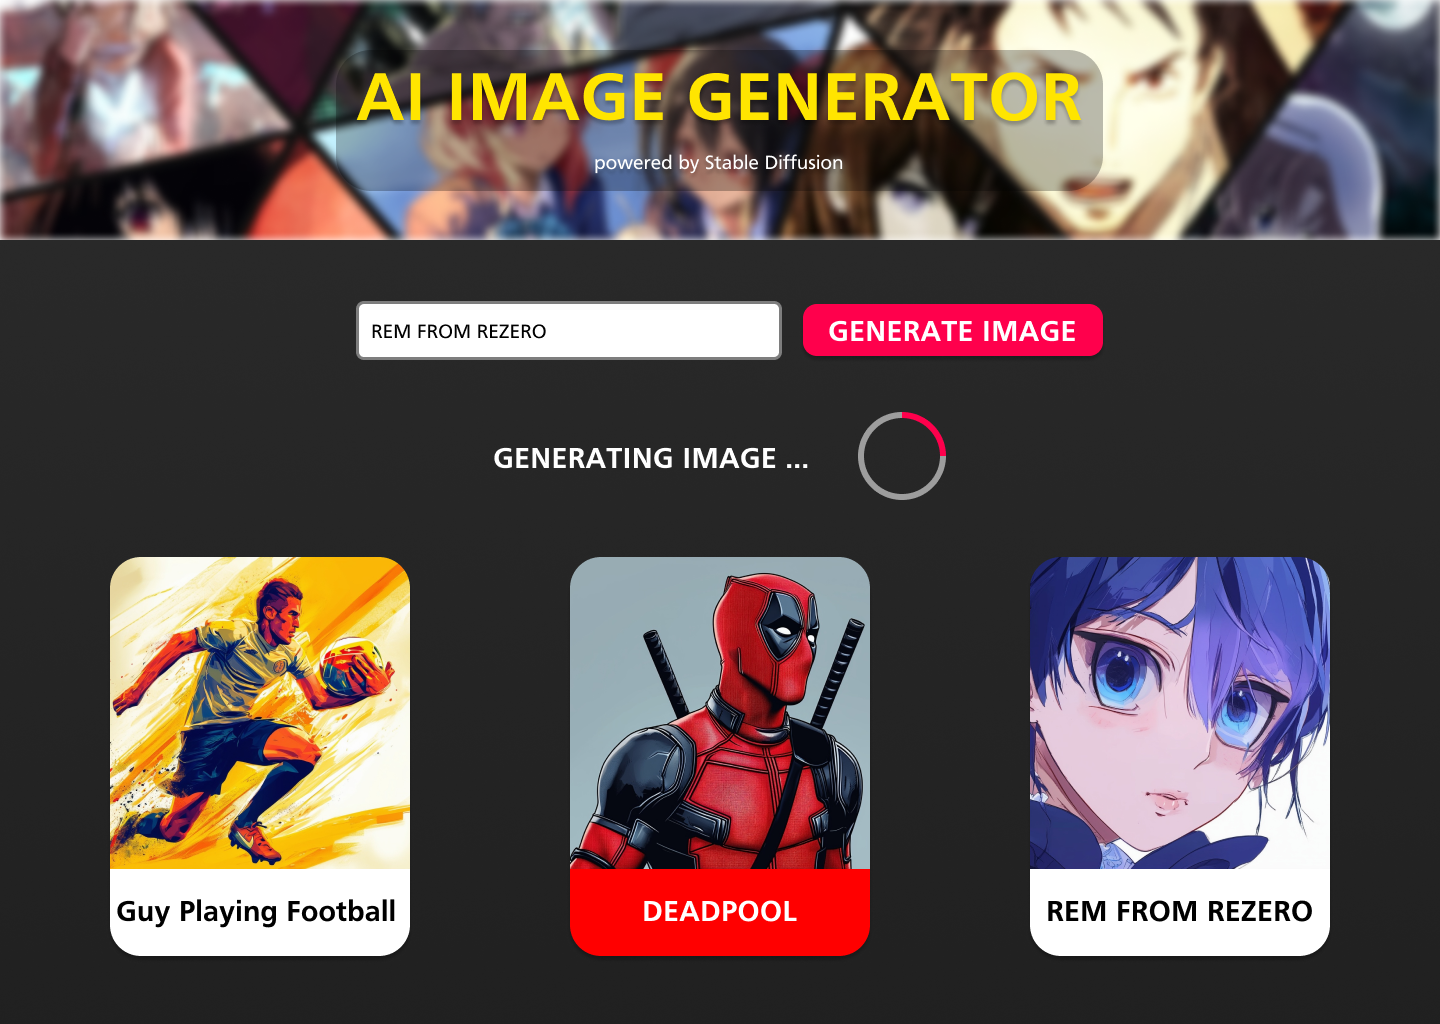 AI IMAGE GENERATOR
powered by Stable Diffusion
REM FROM REZERO
GENERATE IMAGE
GENERATING IMAGE ...
Guy Playing Football
DEADPOOL
REM FROM REZERO